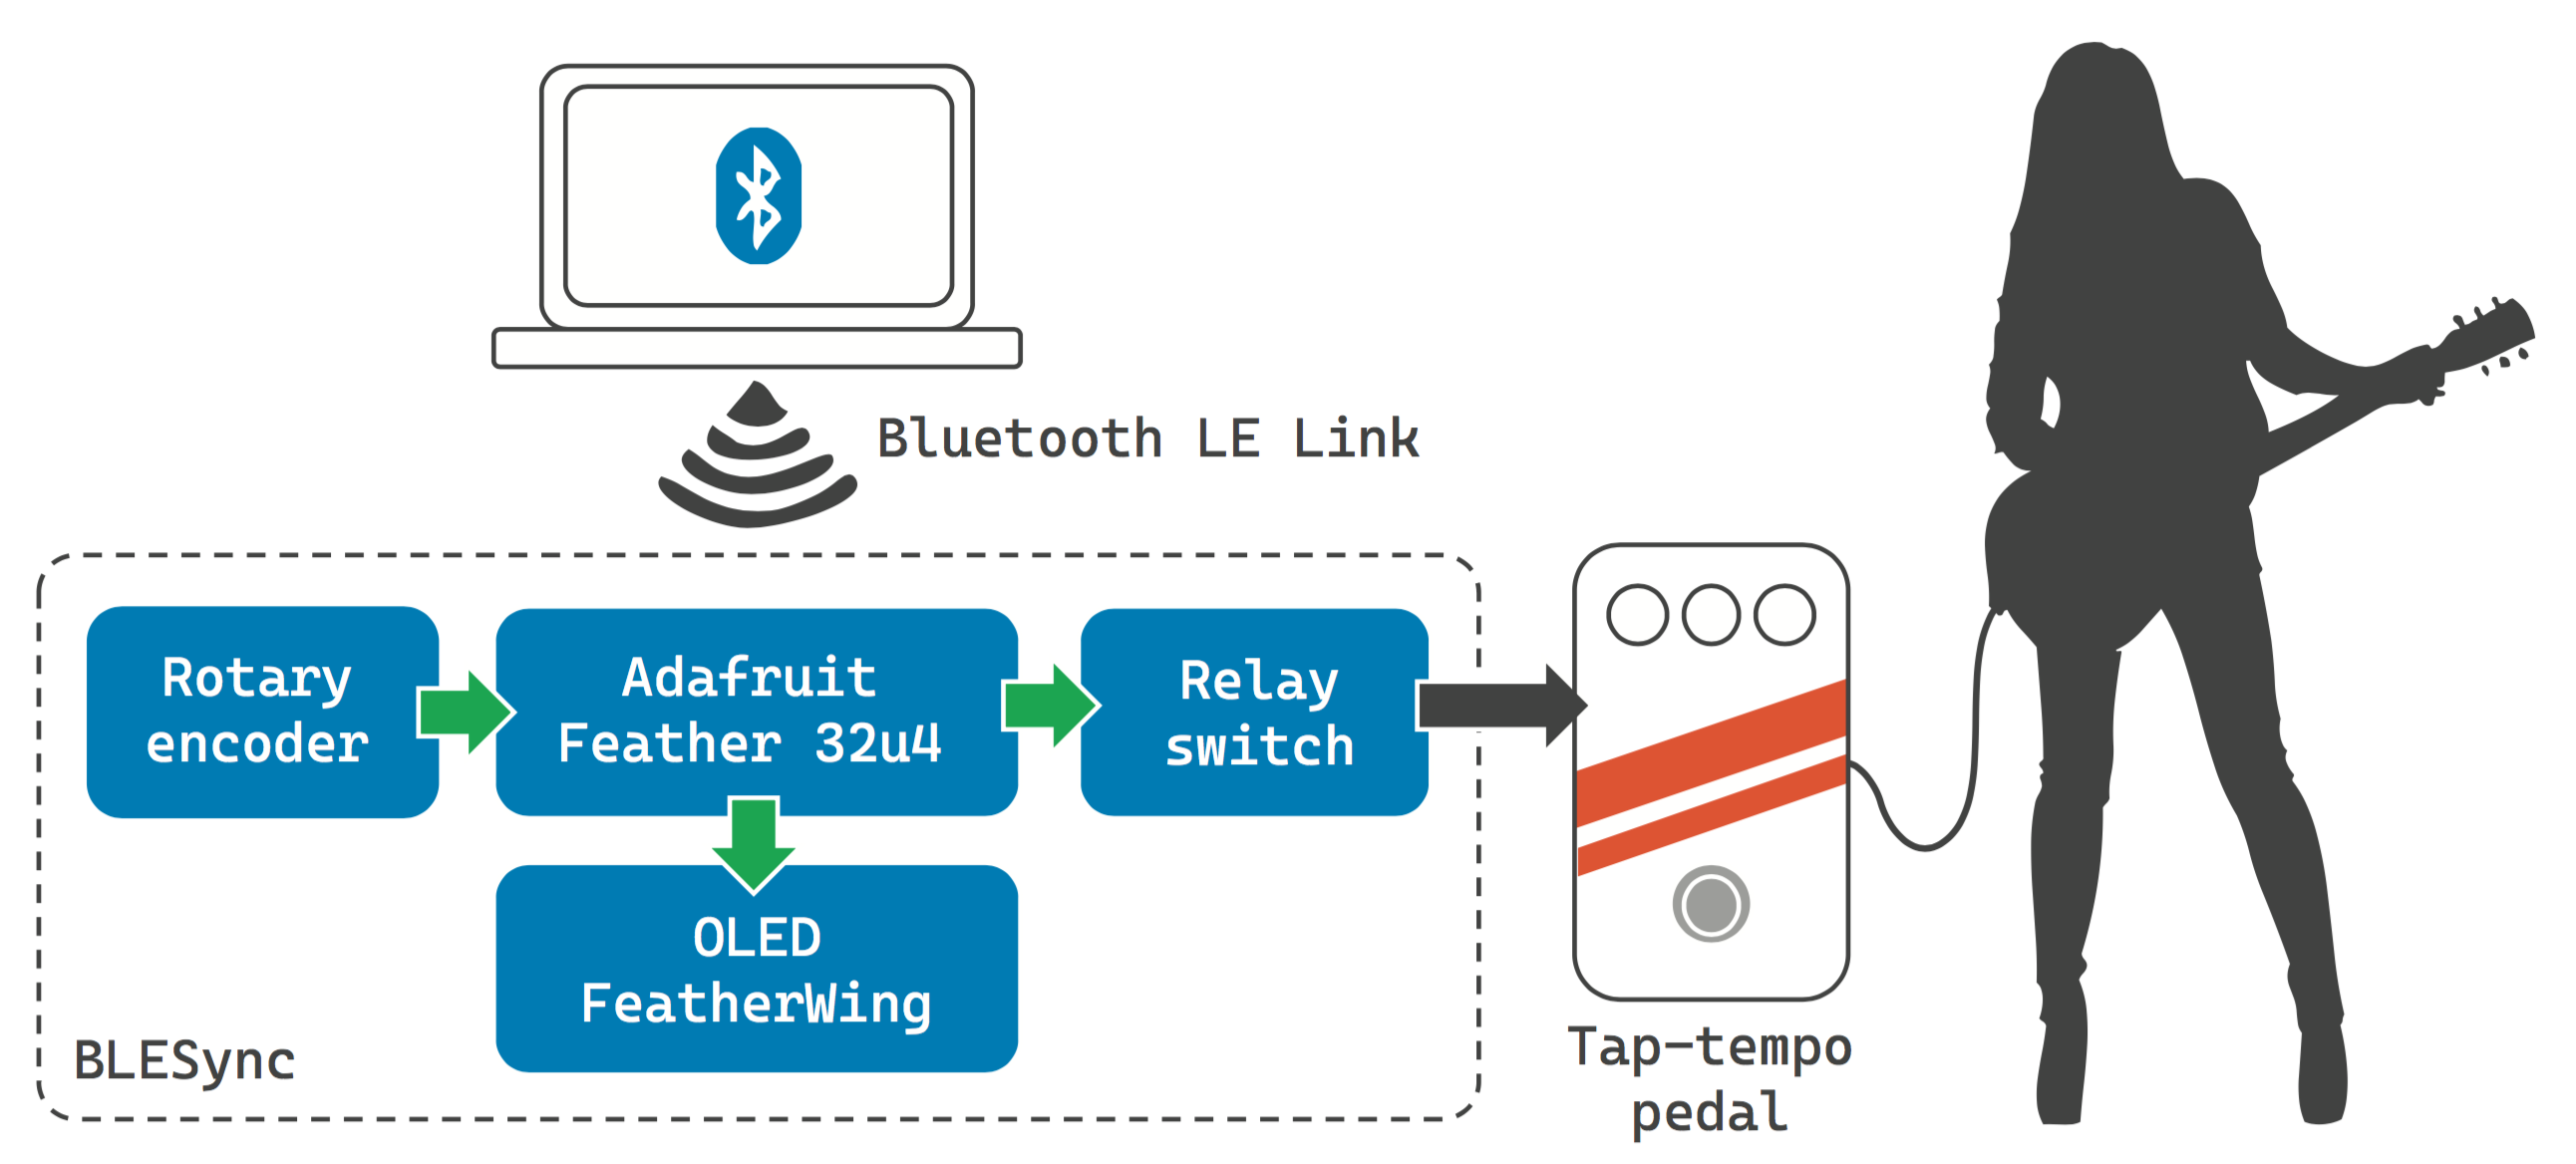 Bluetooth LE Link
Rotary
encoder
Adafruit
Feather 32u4
Relay
switch
OLED
FeatherWing
BLESync
Tap-tempo
pedal